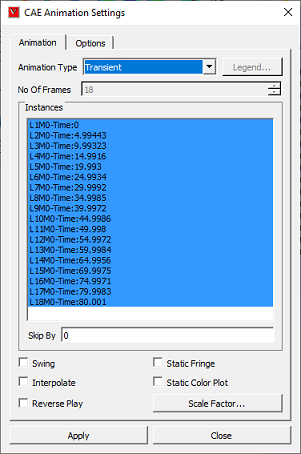 CAE Animation Settings
Animation Options
Animation Type Transient Legend...
No Of Frames 18
Instances
L1M0-Time:0
L2M0-Time:4.99443
L3M0-Time:9.99323
L4M0-Time:14.9916
L5M0-Time:19.993
L6M0-Time:24.9934
L7M0-Time:29.9992
L8M0-Time:34.9985
L9M0-Time:39.9972
L10M0-Time:44.9986
L11M0-Time:49.998
L12M0-Time:54.9972
L13M0-Time:59.9984
L14M0-Time:64.9956
L15M0-Time:69.9975
L16M0-Time:74.9971
L17M0-Time:79.9983
L18M0-Time:80.001
Skip By 0
Swing Static Fringe
Interpolate Static Color Plot
Reverse Play Scale Factor...
Apply Close